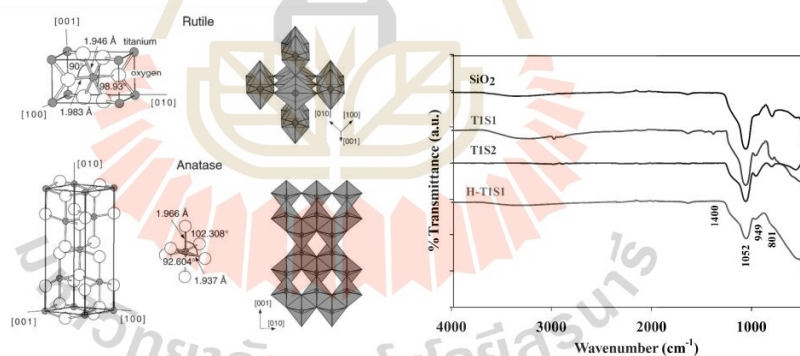 Rutile
[001]
1.946 Å
titanium
90°
oxygen
98.93°
[100]
1.983 Å
[010]
[010]
[100]
[001]
Anatase
[010]
1.966 Å
102.308°
92.604°
1.937 Å
[001]
[100]
[001]
[010]
SiO2
T1S1
T1S2
H-T1S1
%Transmittance (a.u.)
1400
1052
949
801
4000
3000
2000
1000
Wavenumber (cm-1)